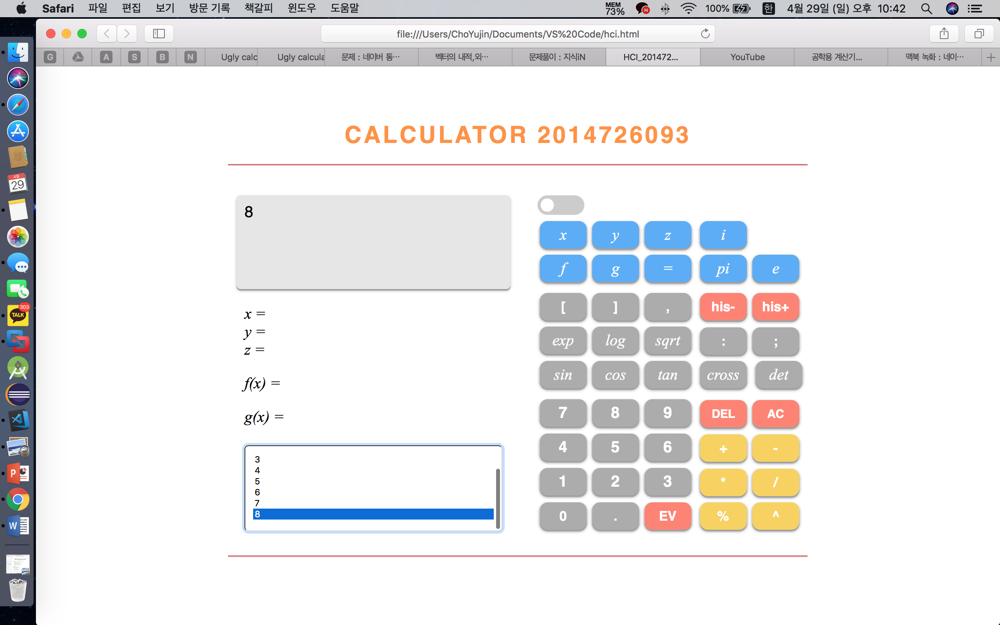 Safari 파일 편집 보기 방문 기록 책갈피 윈도우 도움말 MEM 73% N 100% 한 4월 29일 (일) 오후 10:42
file:///Users/ChoYujin/Documents/VS%20Code/hci.html
G A S B N Ugly calc Ugly calcula 문제 : 네이버 통… 벡터의 내적,외… 문제풀이 : 지식iN HCI_201472... YouTube 공학용 계산기... 맥북 녹화 : 네이…
4월
29
303
TALK
P
W
CALCULATOR 2014726093
8
x y z i
f g = pi e
x =
y =
z =
f(x) =
g(x) =
3
4
5
6
7
8
[ ] , his- his+
exp log sqrt : ;
sin cos tan cross det
7 8 9 DEL AC
4 5 6 + -
1 2 3 * /
0 . EV % ^